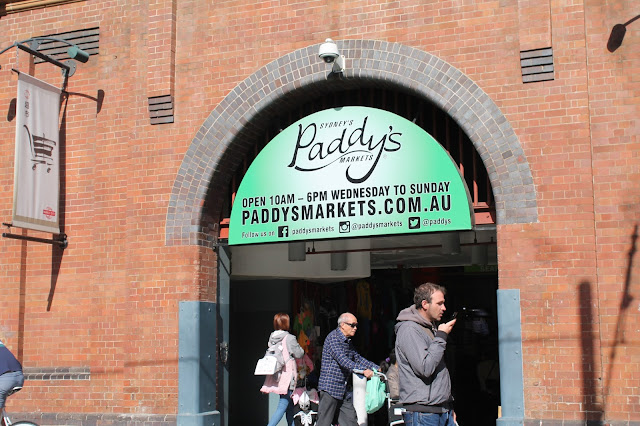 SYDNEY'S
Paddy's
MARKETS
OPEN 10AM – 6PM WEDNESDAY TO SUNDAY
PADDYSMARKETS.COM.AU
Follow us on paddysmarkets @paddysmarkets @paddys